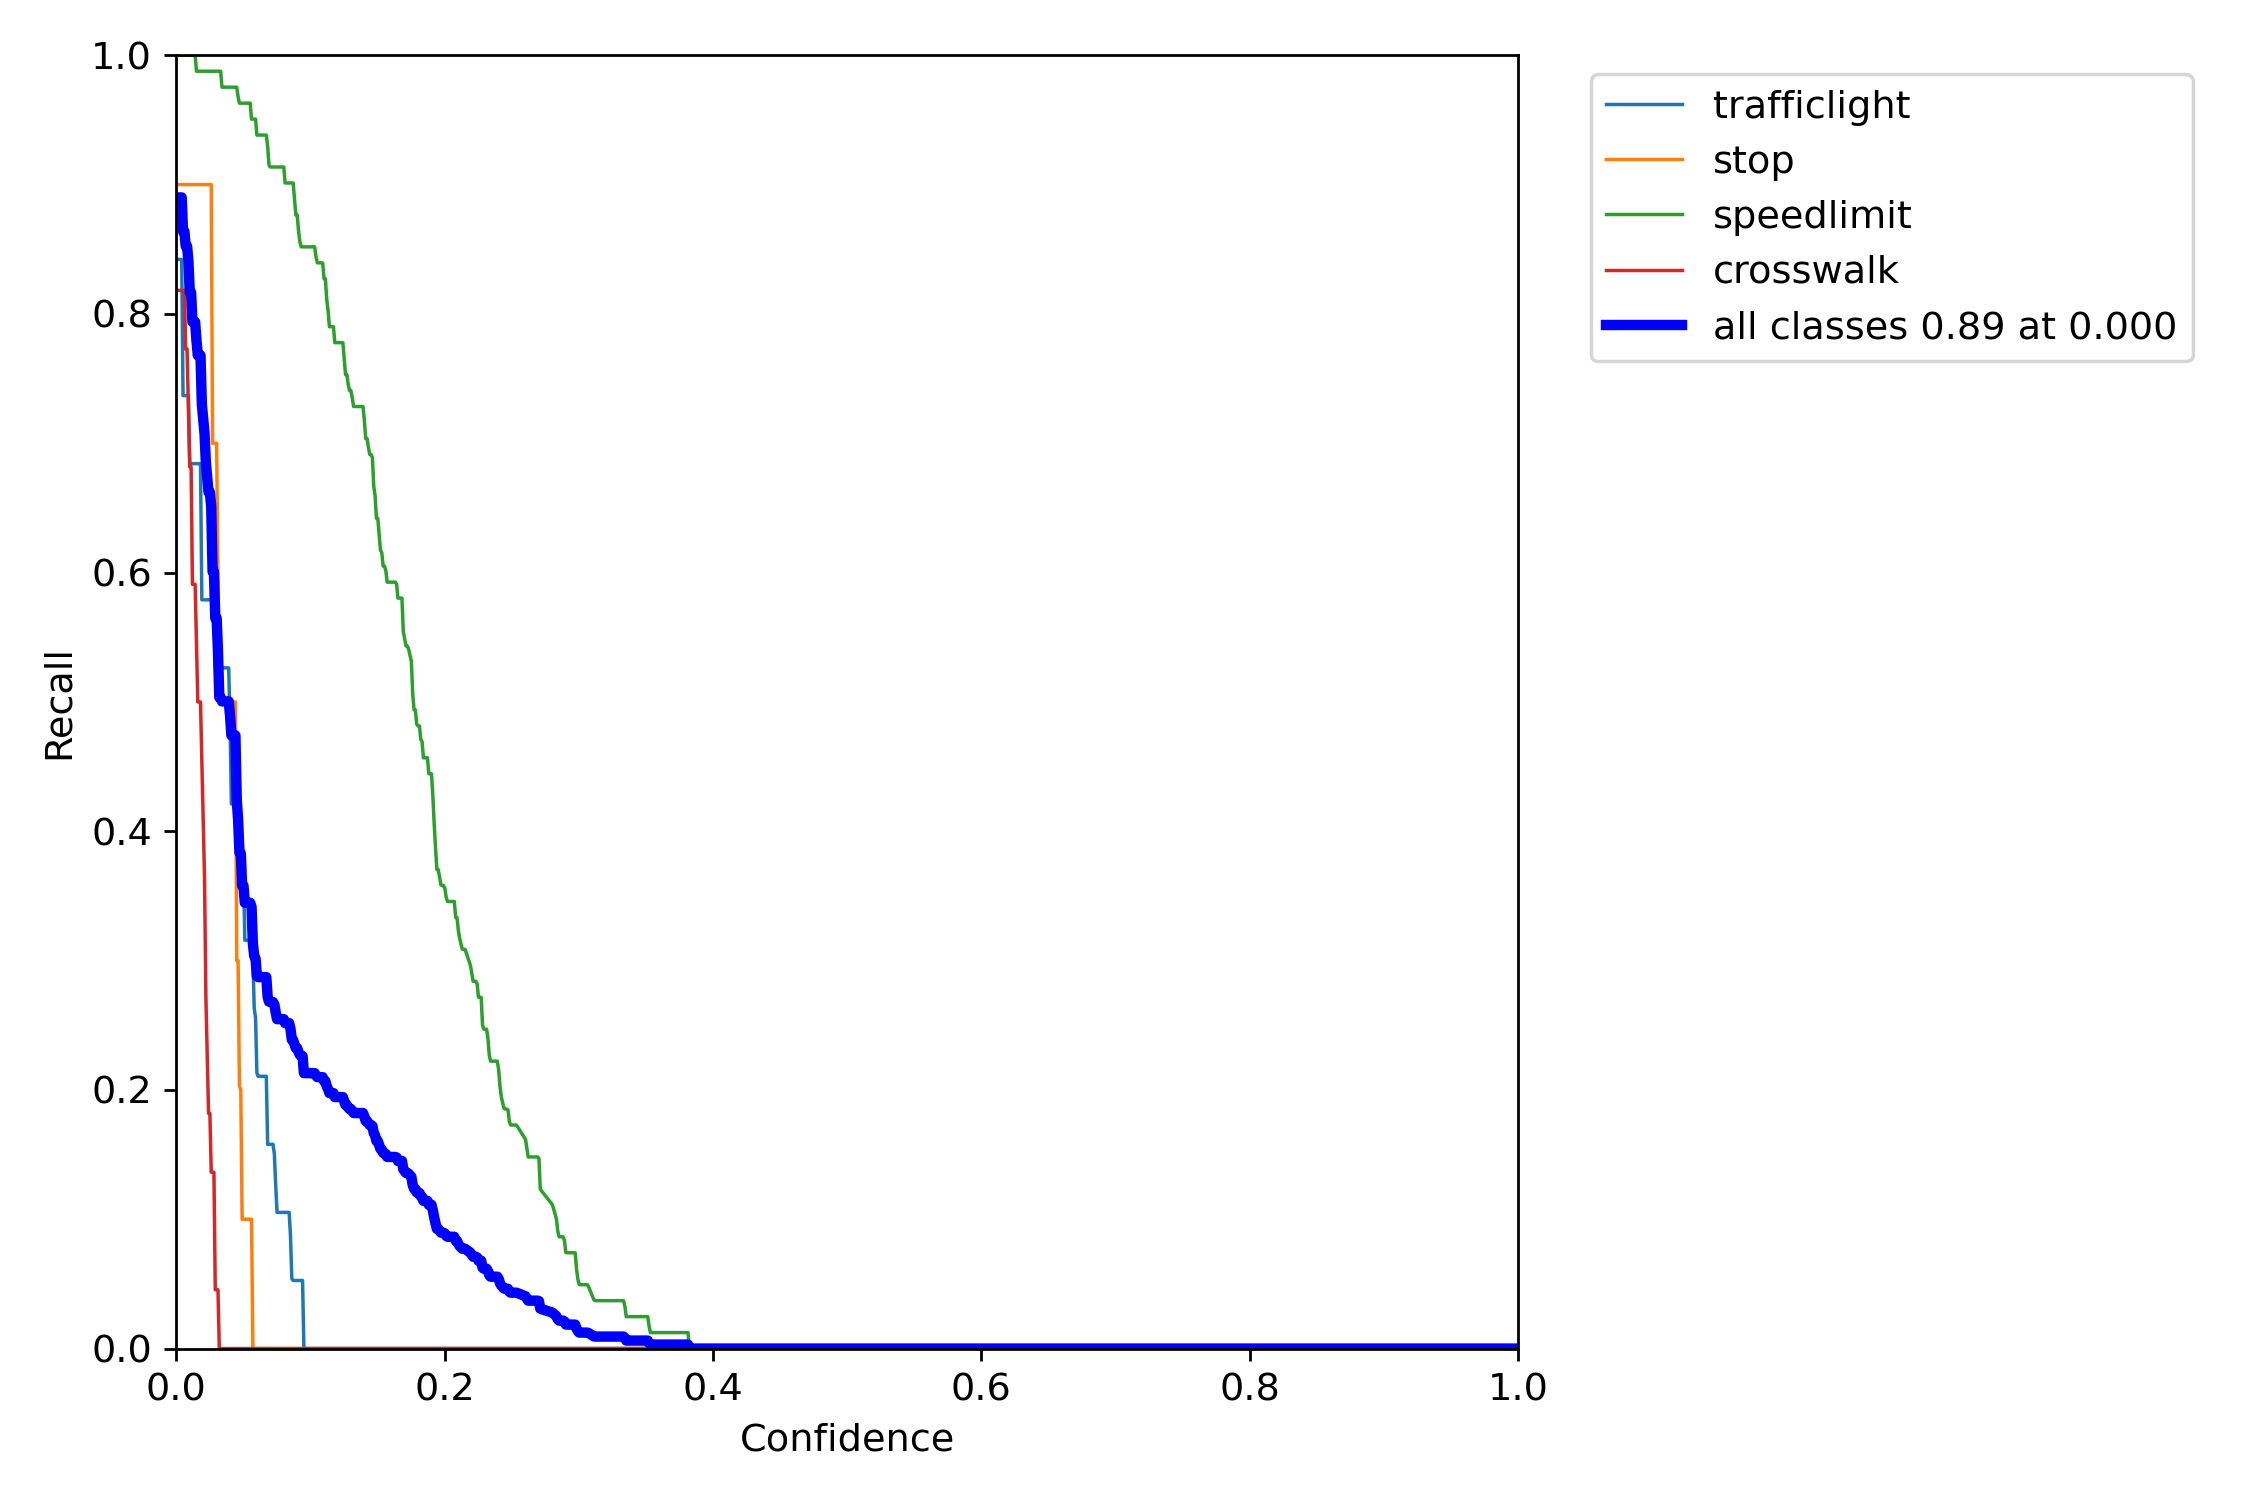 1.0
0.8
0.6
0.4
0.2
0.0
Recall
0.0 0.2 0.4 0.6 0.8 1.0
Confidence
trafficlight
stop
speedlimit
crosswalk
all classes 0.89 at 0.000